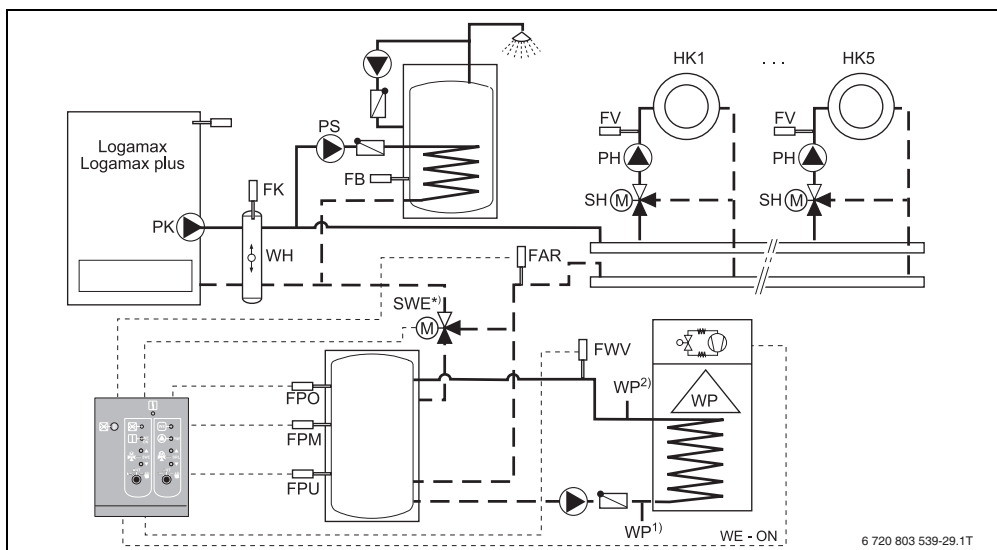 HK1
. . .
HK5
FV
FV
PS
PH
PH
Logamax
Logamax plus
FB
FK
SH
M
SH
M
PK
WH
FAR
SWE*)
M
FWV
FPO
WP2)
WP
FPM
FPU
WP1)
WE - ON
6 720 803 539-29.1T